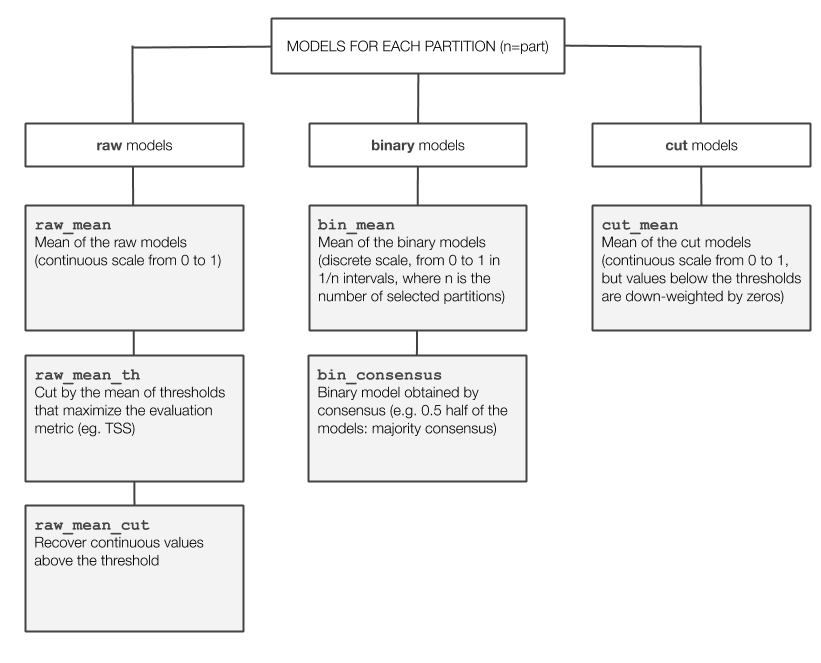 MODELS FOR EACH PARTITION (n=part)
raw models
binary models
cut models
raw_mean
Mean of the raw models
(continuous scale from 0 to 1)
bin_mean
Mean of the binary models
(discrete scale, from 0 to 1 in
1/n intervals, where n is the
number of selected partitions)
cut_mean
Mean of the cut models
(continuous scale from 0 to 1,
but values below the thresholds
are down-weighted by zeros)
raw_mean_th
Cut by the mean of thresholds
that maximize the evaluation
metric (eg. TSS)
bin_consensus
Binary model obtained by
consensus (e.g. 0.5 half of the
models: majority consensus)
raw_mean_cut
Recover continuous values
above the threshold